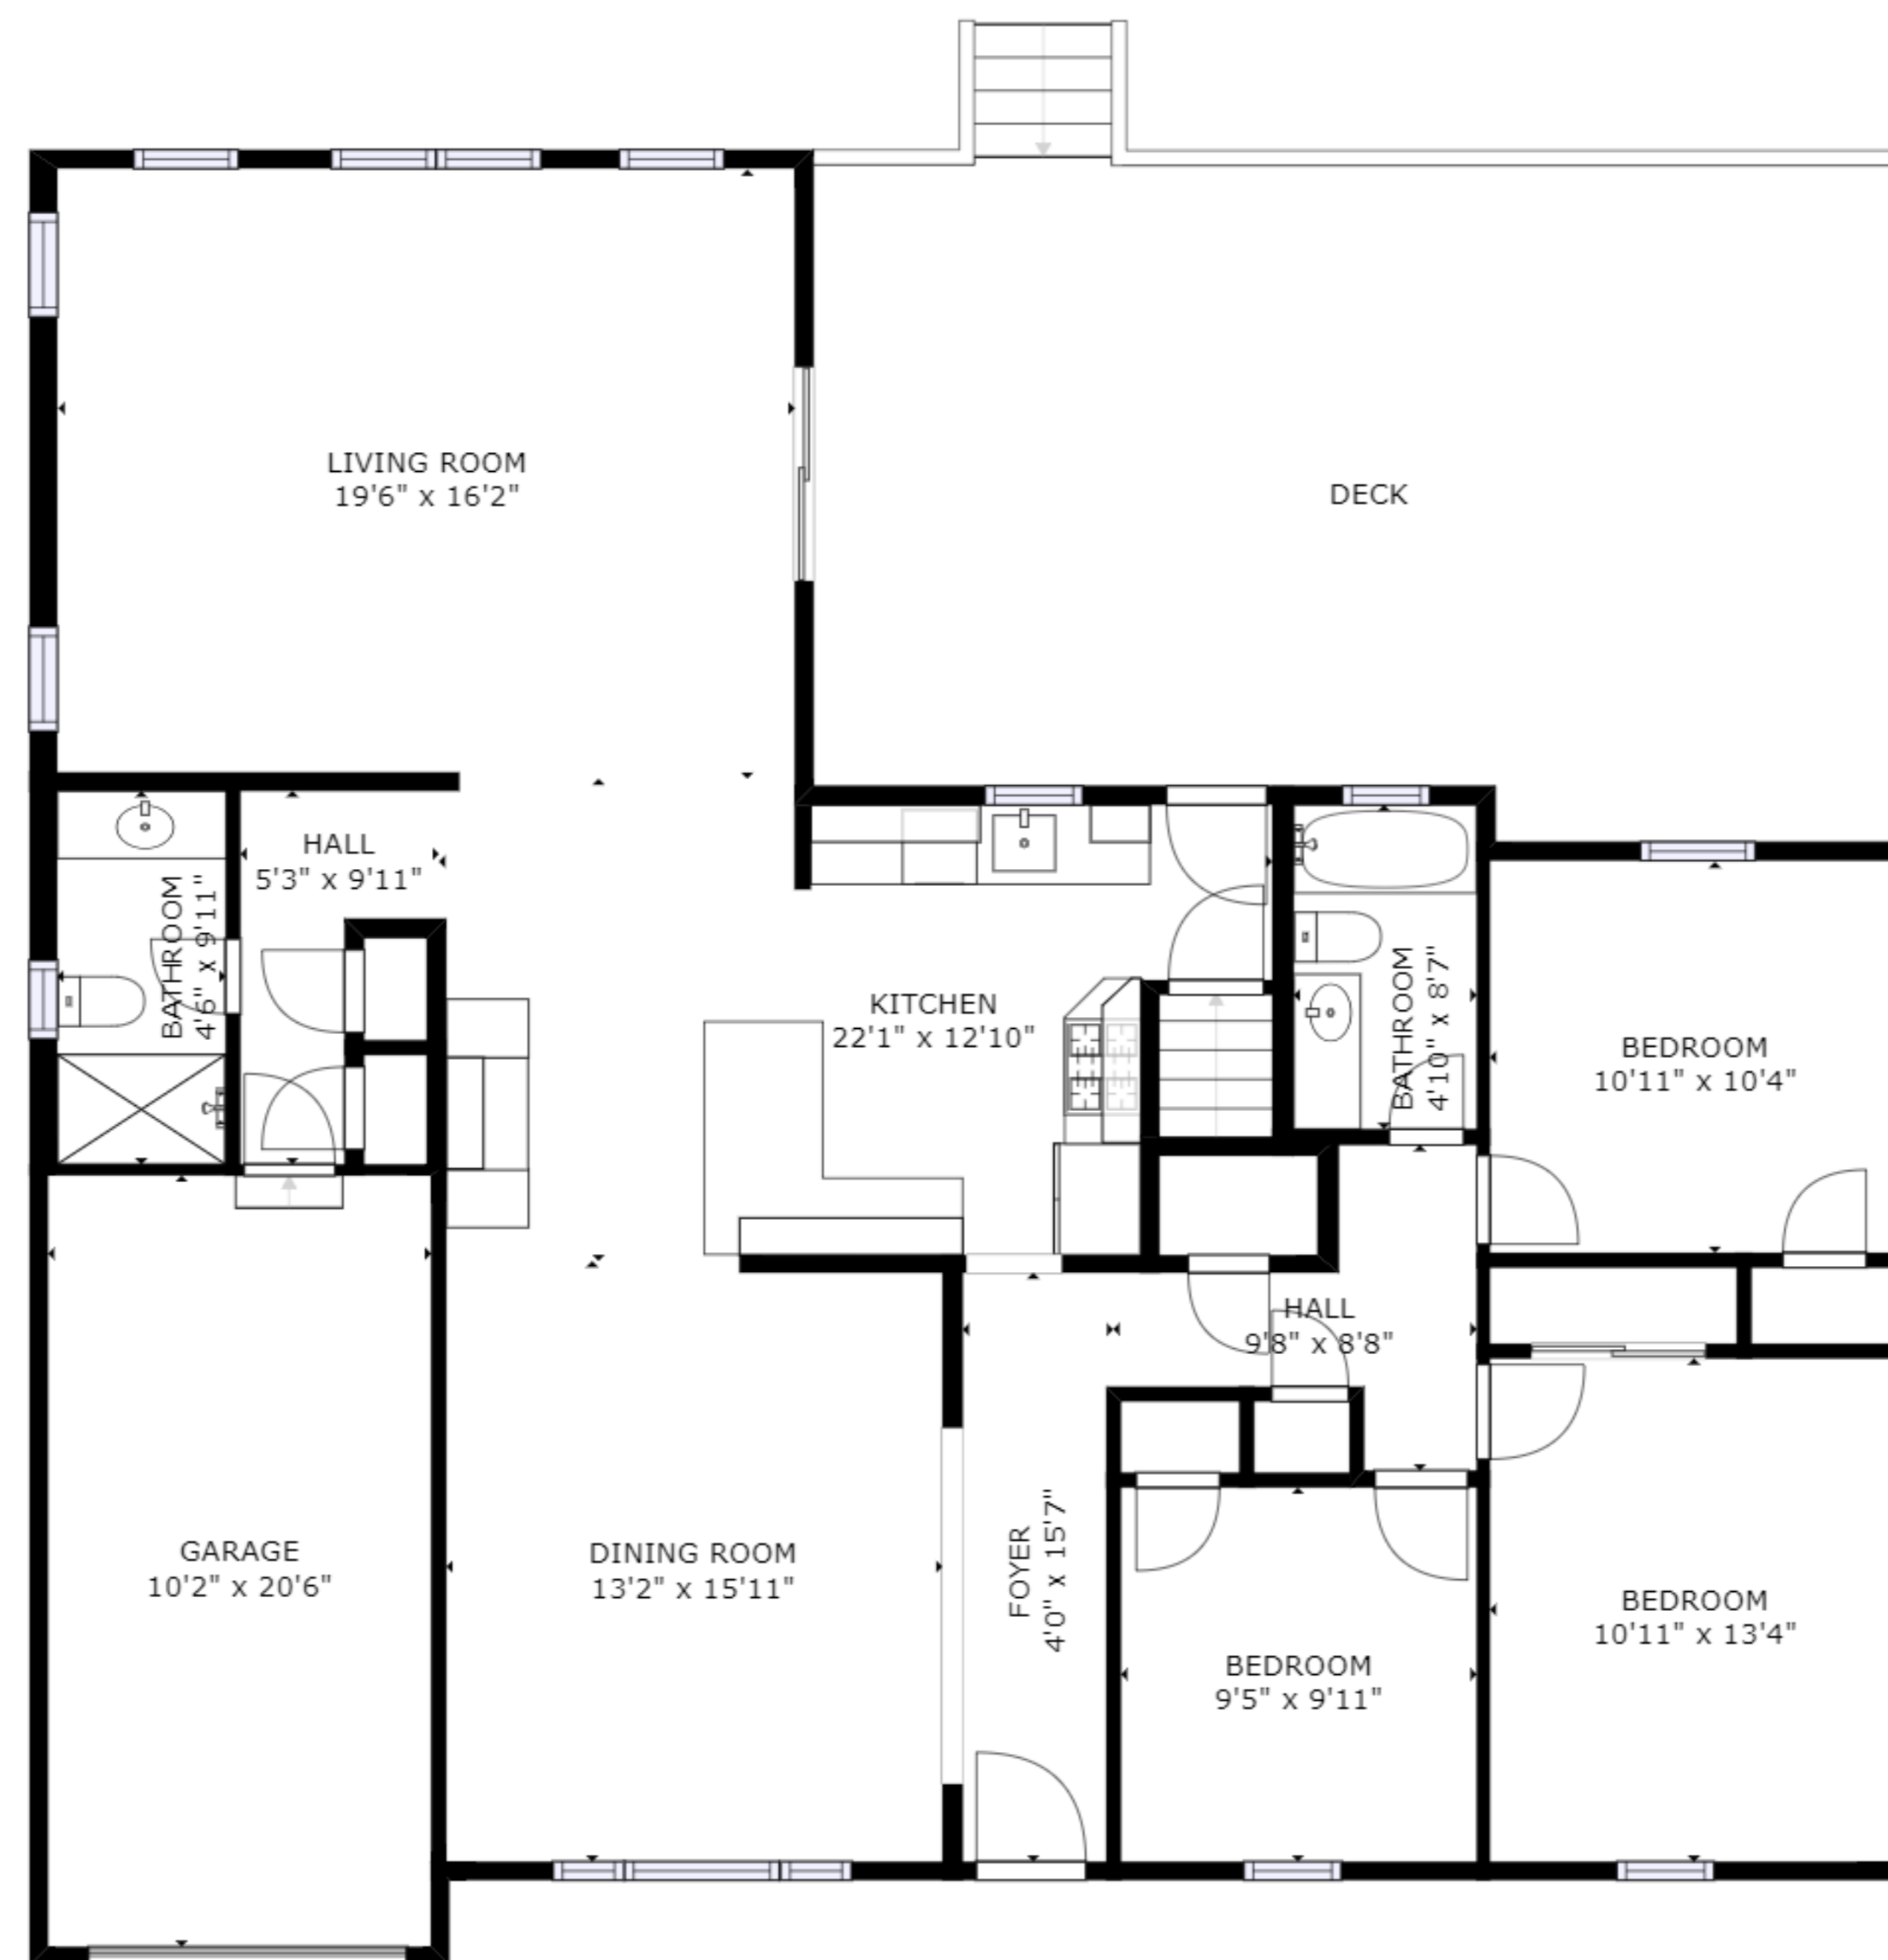 LIVING ROOM
19'6" x 16'2"
DECK
HALL
5'3" x 9'11"
BATHROOM
4'6" x 9'11"
KITCHEN
22'1" x 12'10"
BATHROOM
4'10" x 8'7"
BEDROOM
10'11" x 10'4"
HALL
9'8" x 8'8"
GARAGE
10'2" x 20'6"
DINING ROOM
13'2" x 15'11"
FOYER
4'0" x 15'7"
BEDROOM
9'5" x 9'11"
BEDROOM
10'11" x 13'4"